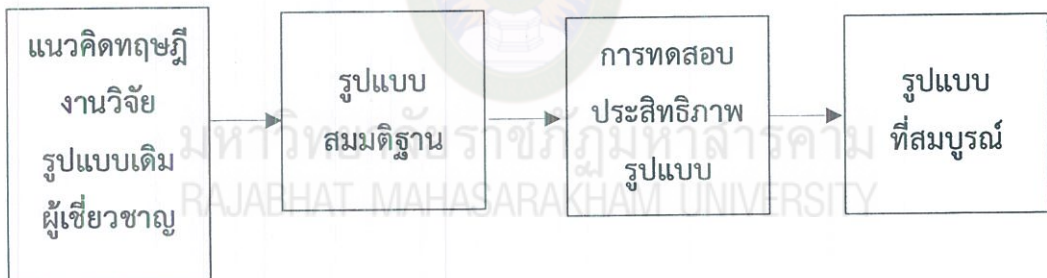 แนวคิดทฤษฎี
งานวิจัย
รูปแบบเดิม
ผู้เชี่ยวชาญ
รูปแบบ
สมมติฐาน
การทดสอบ
ประสิทธิภาพ
รูปแบบ
รูปแบบ
ที่สมบูรณ์
มหาวิทยาลัยราชภัฏมหาสารคาม
RAJABHAT MAHASARAKHAM UNIVERSITY